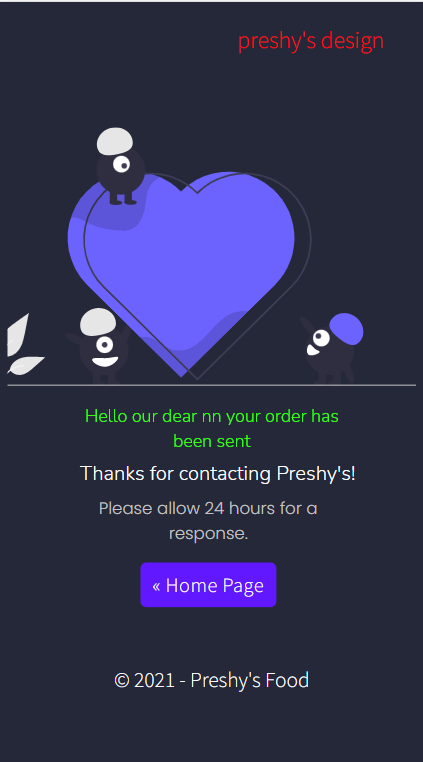 preshy's design
Hello our dear nn your order has
been sent
Thanks for contacting Preshy's!
Please allow 24 hours for a
response.
« Home Page
© 2021 - Preshy's Food